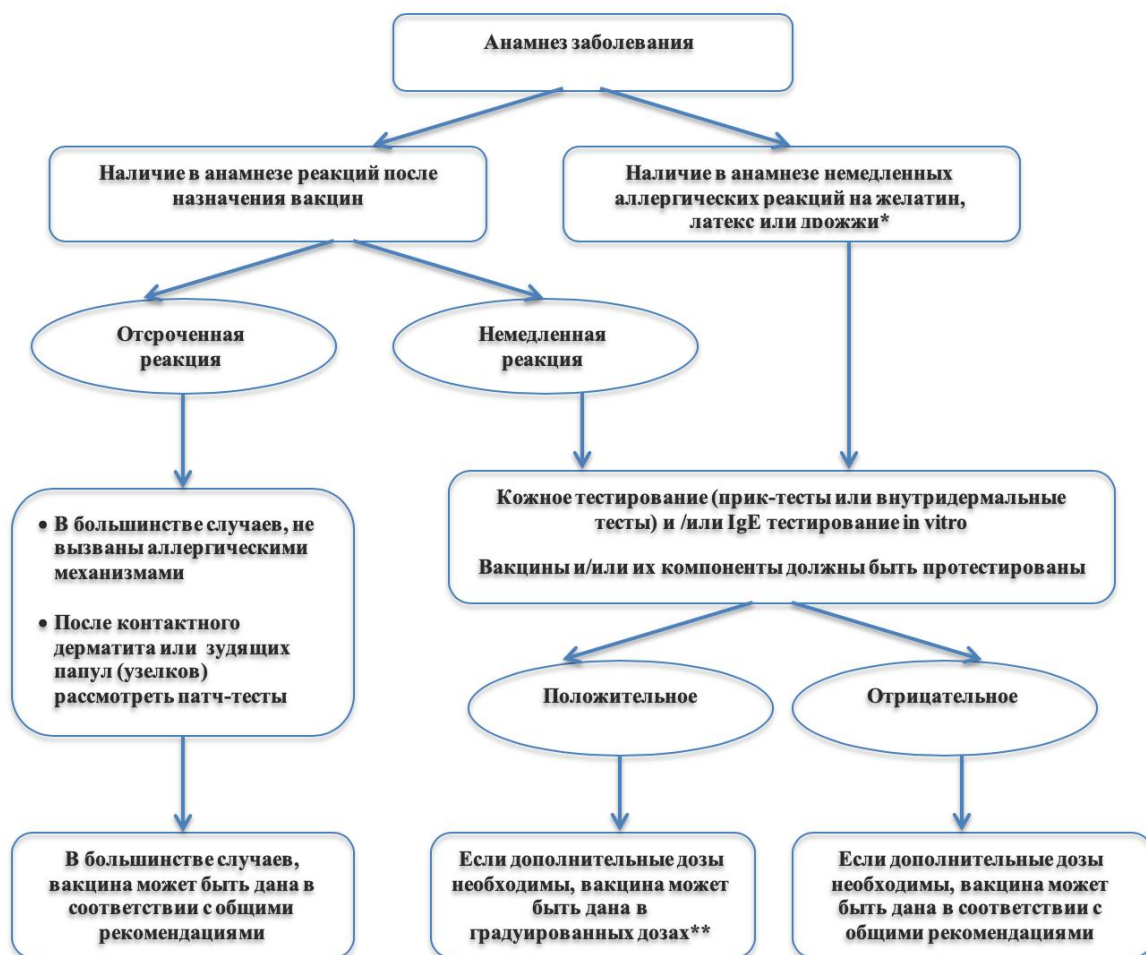 Анамнез заболевания
Наличие в анамнезе реакций после
назначения вакцин
Наличие в анамнезе немедленных
аллергических реакций на желатин,
латекс или дрожжи*
Отсроченная
реакция
Немедленная
реакция
• В большинстве случаев, не
вызваны аллергическими
механизмами
• После контактного
дерматита или зудящих
папул (узелков)
рассмотреть патч-тесты
Кожное тестирование (прик-тесты или внутридермальные
тесты) и /или IgE тестирование in vitro
Вакцины и/или их компоненты должны быть протестированы
Положительное
Отрицательное
В большинстве случаев,
вакцина может быть дана в
соответствии с общими
рекомендациями
Если дополнительные дозы
необходимы, вакцина может
быть дана в
градуированных дозах**
Если дополнительные дозы
необходимы, вакцина может
быть дана в соответствии с
общими рекомендациями